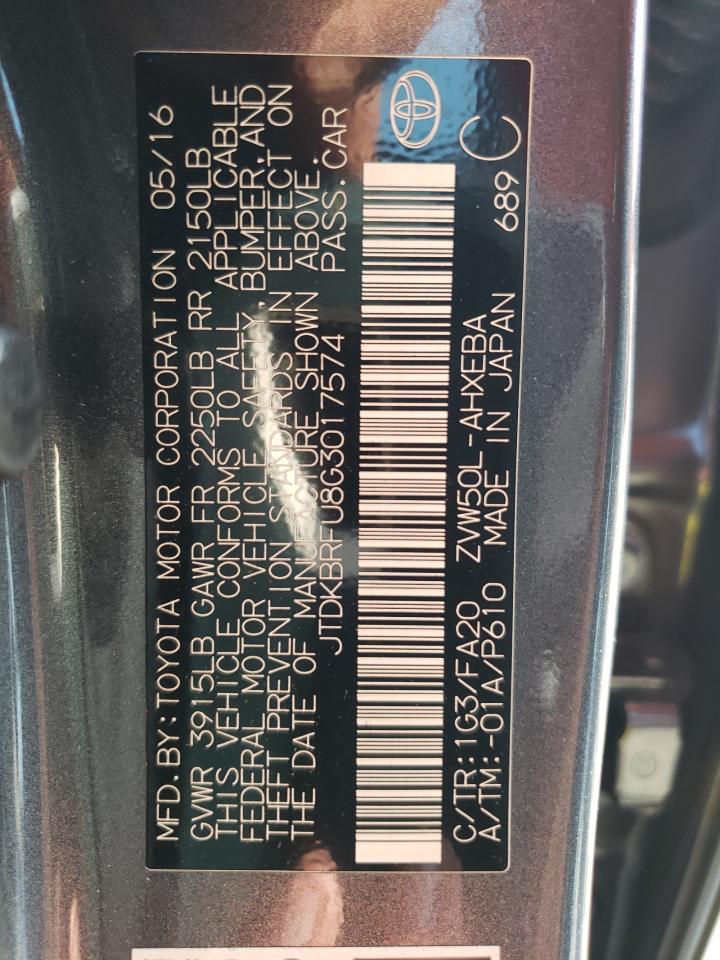 MFD.BY:TOYOTA MOTOR CORPORATION 05/16
GVWR 3915LB GAWR FR 2250LB RR 2150LB
THIS VEHICLE CONFORMS TO ALL APPLICABLE
FEDERAL MOTOR VEHICLE SAFETY,BUMPER,AND
THEFT PREVENTION STANDARDS IN EFFECT ON
THE DATE OF MANUFACTURE SHOWN ABOVE.
JTDKBRFU8G3017574 PASS.CAR
C/TR:1G3/FA20 ZVW50L-AHXEBA
A/TM:-01A/P610 MADE IN JAPAN 689 C